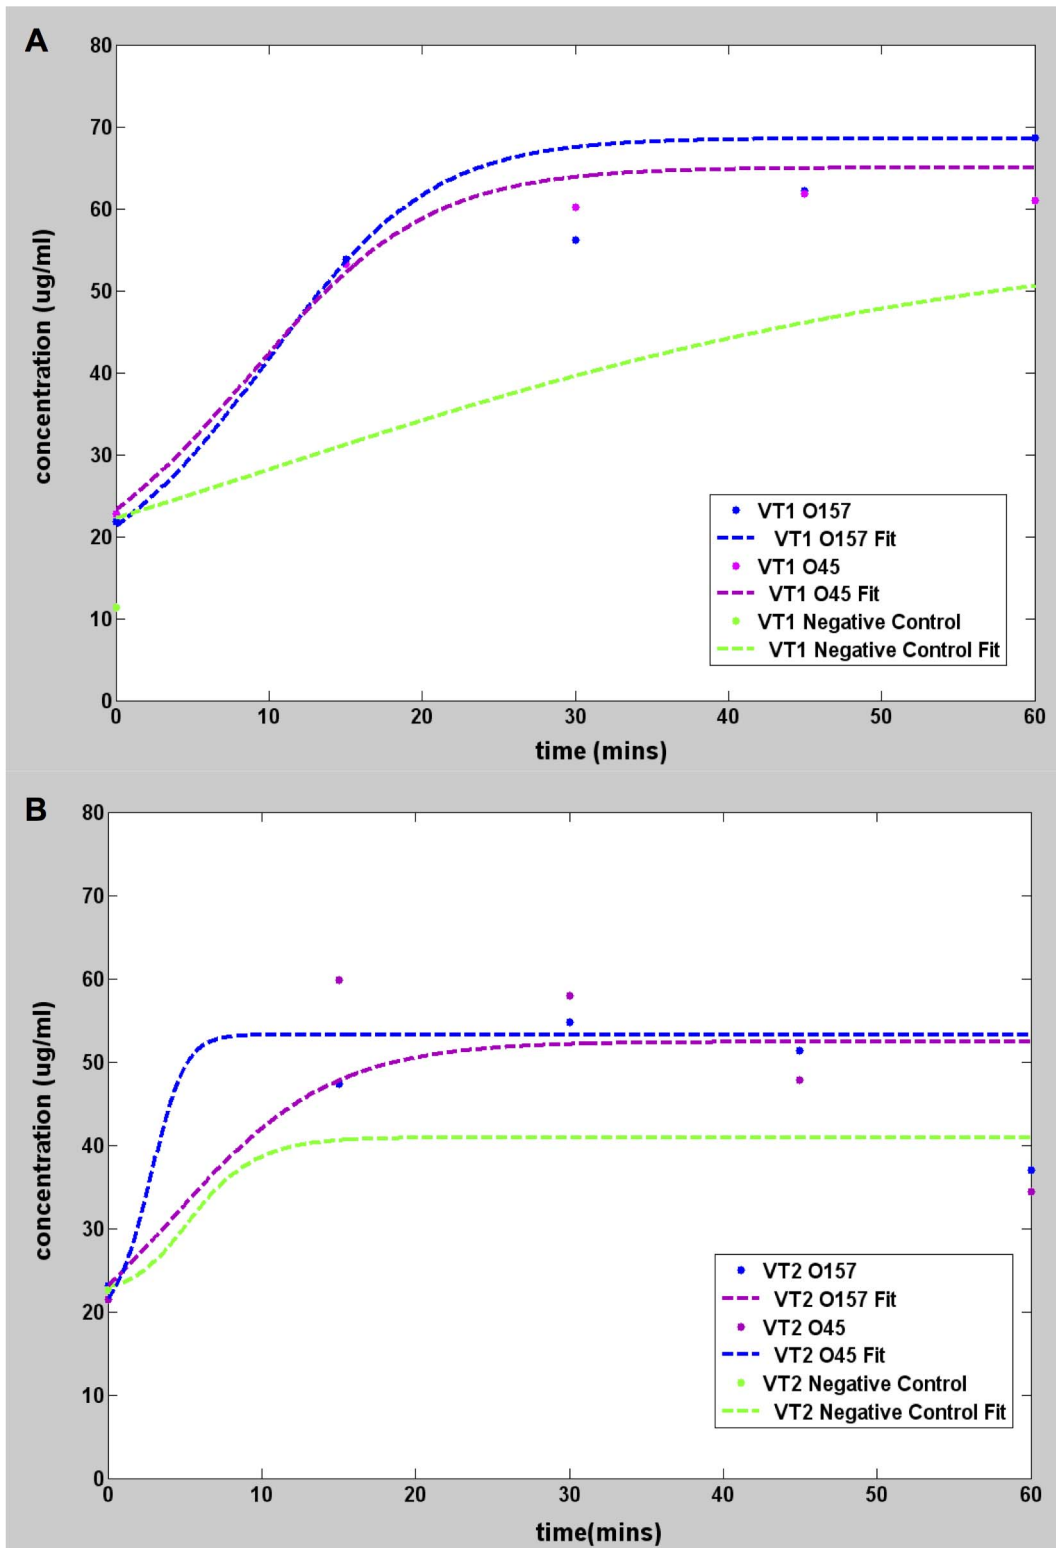 A
80
70
60
50
40
30
20
10
0
concentration (ug/ml)
VT1 O157
VT1 O157 Fit
VT1 O45
VT1 O45 Fit
VT1 Negative Control
VT1 Negative Control Fit
0 10 20 30 40 50 60
time (mins)
B
80
70
60
50
40
30
20
10
0
concentration (ug/ml)
VT2 O157
VT2 O157 Fit
VT2 O45
VT2 O45 Fit
VT2 Negative Control
VT2 Negative Control Fit
0 10 20 30 40 50 60
time(mins)